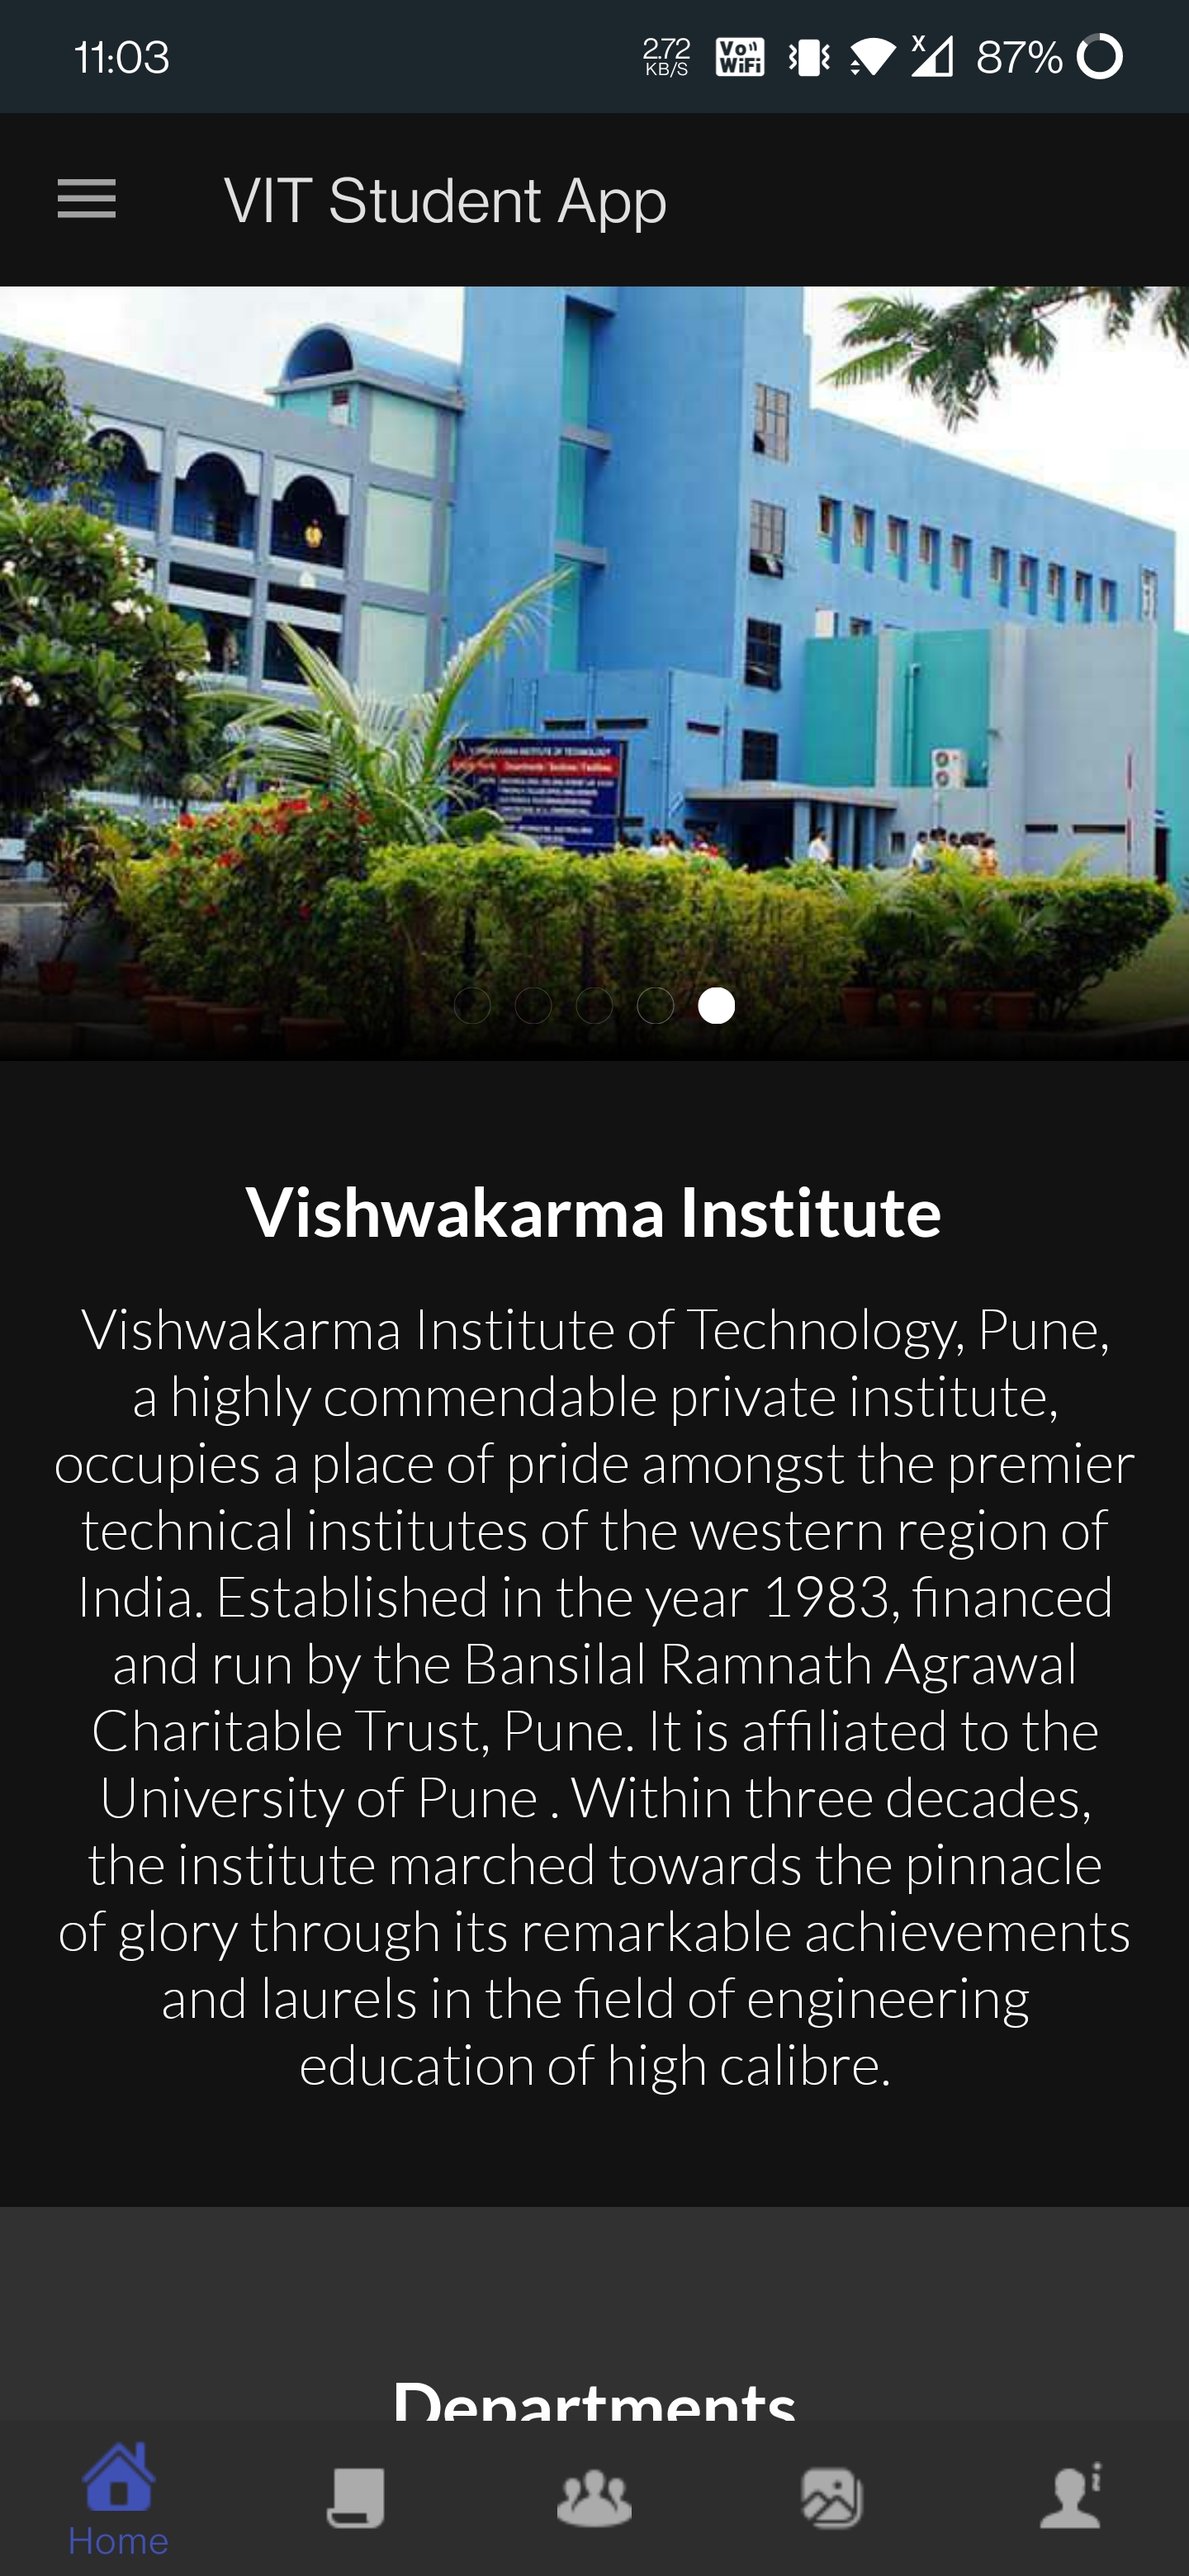 11:03
2.72
KB/S
Vo
WiFi
X
87%
VIT Student App
Vishwakarma Institute
Vishwakarma Institute of Technology, Pune,
a highly commendable private institute,
occupies a place of pride amongst the premier
technical institutes of the western region of
India. Established in the year 1983, financed
and run by the Bansilal Ramnath Agrawal
Charitable Trust, Pune. It is affiliated to the
University of Pune . Within three decades,
the institute marched towards the pinnacle
of glory through its remarkable achievements
and laurels in the field of engineering
education of high calibre.
Departments
Home